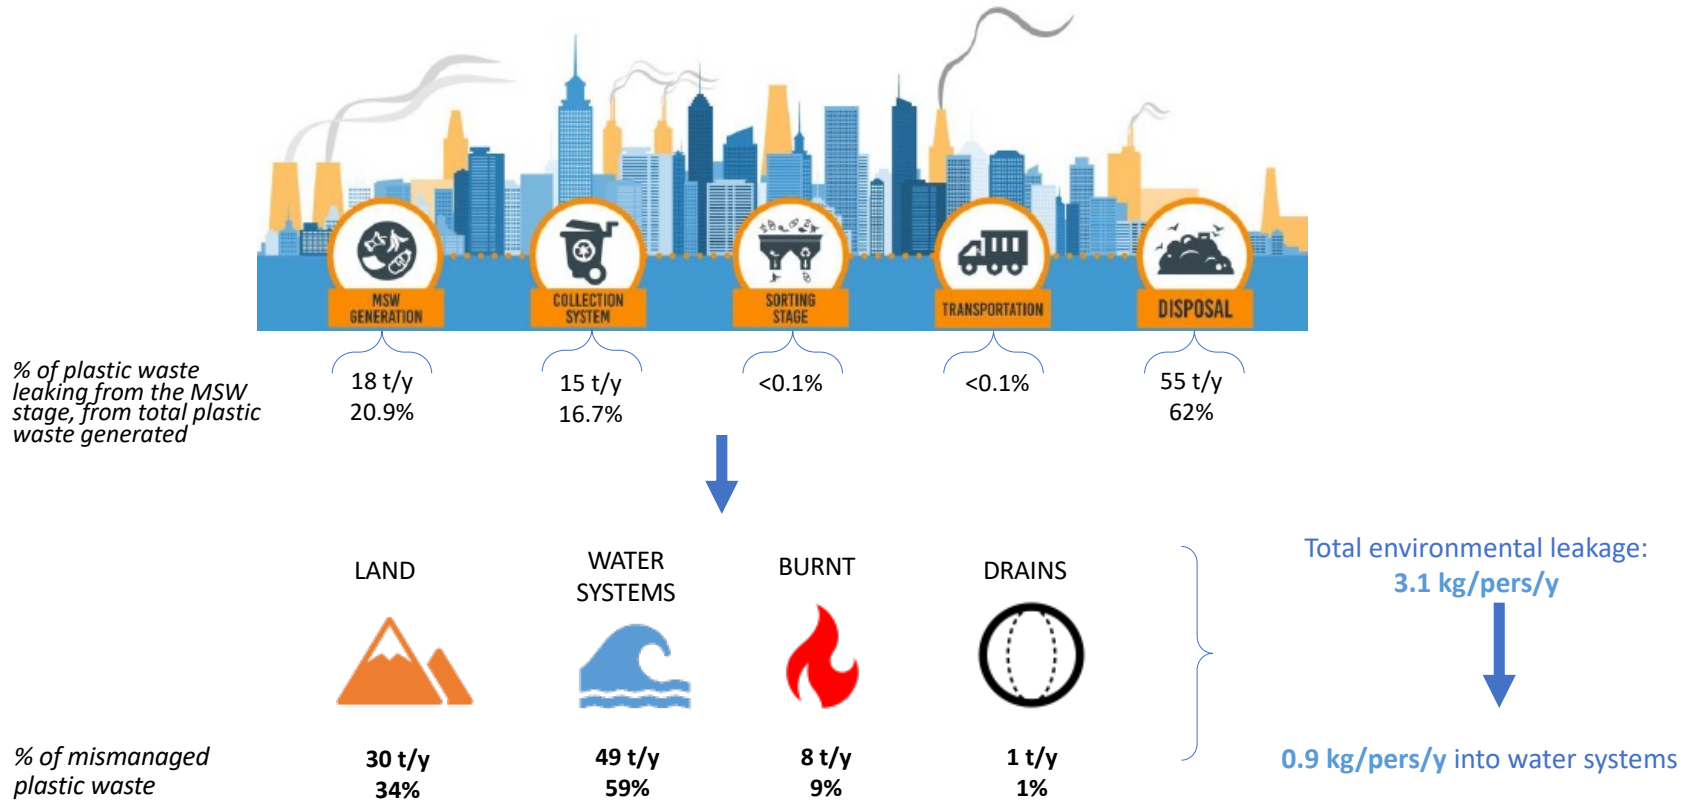 MSW
GENERATION
COLLECTION
SYSTEM
SORTING
STAGE
TRANSPORTATION
DISPOSAL
% of plastic waste
leaking from the MSW
stage, from total plastic
waste generated
18 t/y
20.9%
15 t/y
16.7%
<0.1%
<0.1%
55 t/y
62%
LAND
WATER
SYSTEMS
BURNT
DRAINS
Total environmental leakage:
3.1 kg/pers/y
% of mismanaged
plastic waste
30 t/y
34%
49 t/y
59%
8 t/y
9%
1 t/y
1%
0.9 kg/pers/y into water systems